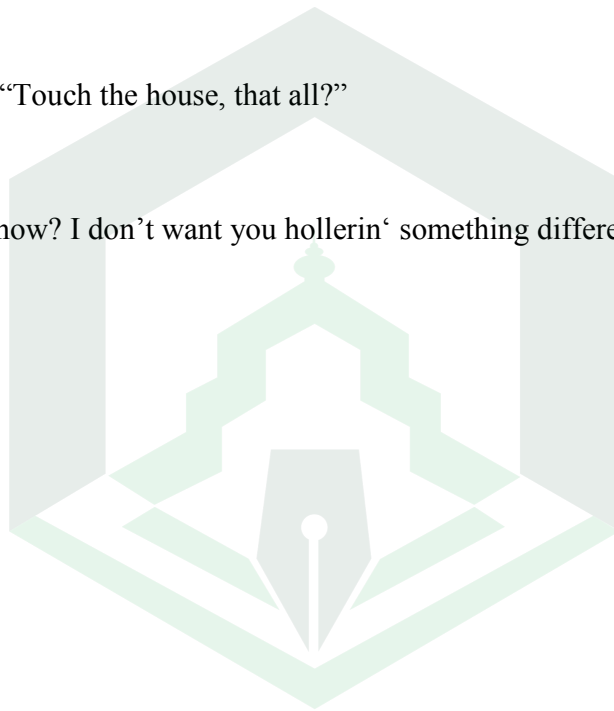 “Touch the house, that all?”
now? I don’t want you hollerin‘ something differe